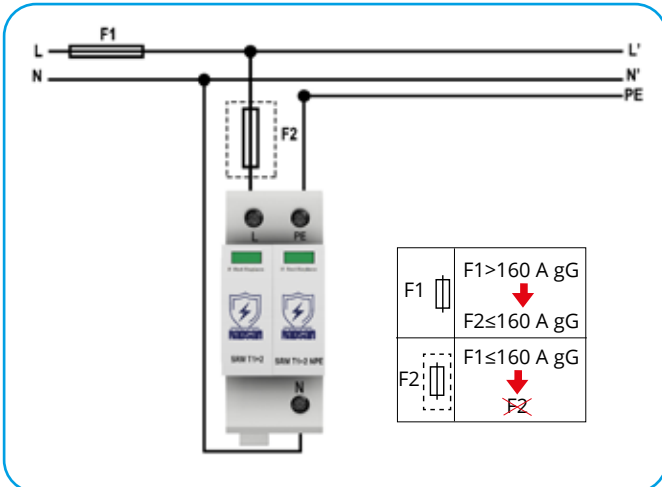 F1
L
L'
N
N'
PE
F2
L
PE
SRW T1+2
SRW T1+2 NPE
N
F1
F1>160 A gG
F2≤160 A gG
F2
F1≤160 A gG
F2